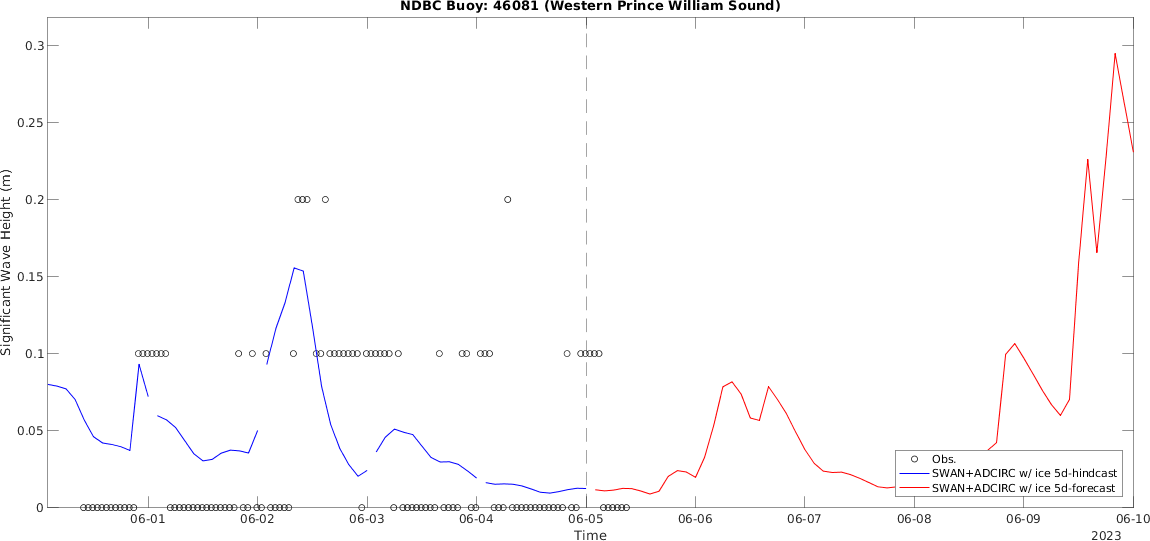 NDBC Buoy: 46081 (Western Prince William Sound)
0.3
0.25
0.2
0.15
0.1
0.05
0
Significant Wave Height (m)
Obs.
SWAN+ADCIRC w/ ice 5d-hindcast
SWAN+ADCIRC w/ ice 5d-forecast
06-01 06-02 06-03 06-04 06-05 06-06 06-07 06-08 06-09 06-10
Time
2023